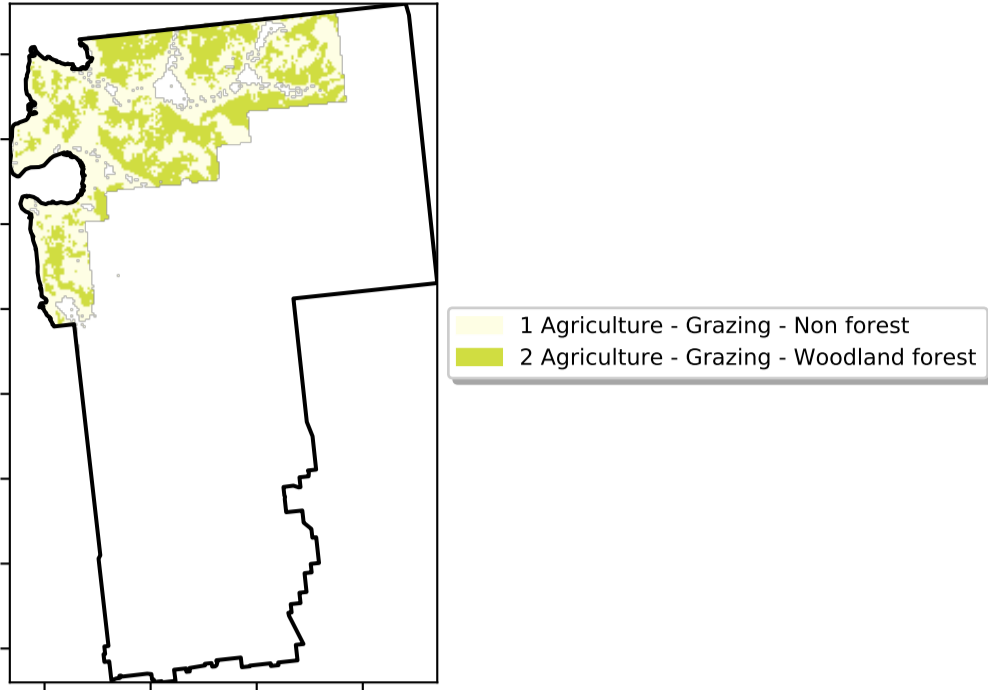 1 Agriculture - Grazing - Non forest
2 Agriculture - Grazing - Woodland forest